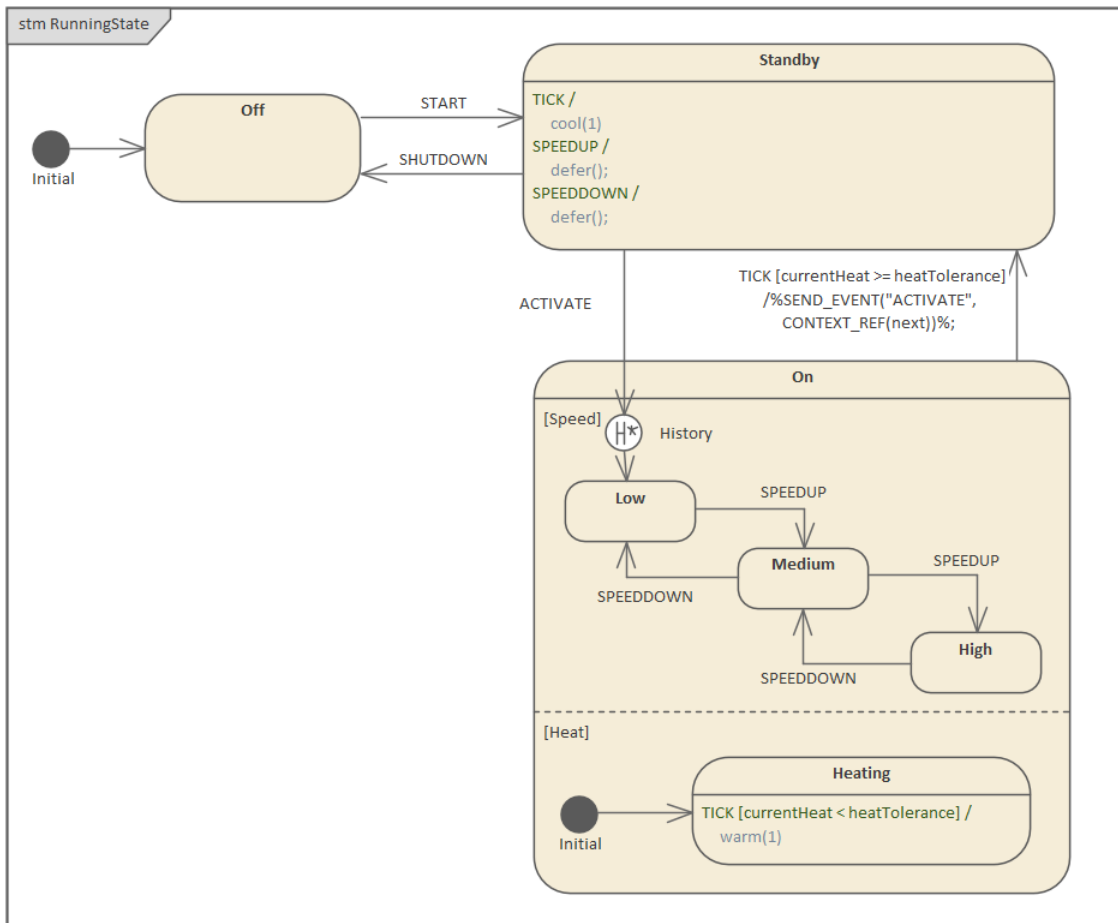 stm RunningState
Initial
Off
START
SHUTDOWN
Standby
TICK /
cool(1)
SPEEDUP /
defer();
SPEEDDOWN /
defer();
ACTIVATE
TICK [currentHeat >= heatTolerance]
/%SEND_EVENT("ACTIVATE",
CONTEXT_REF(next))%;
On
[Speed]
H*
History
Low
SPEEDUP
Medium
SPEEDDOWN
SPEEDUP
High
SPEEDDOWN
[Heat]
Initial
Heating
TICK [currentHeat < heatTolerance] /
warm(1)